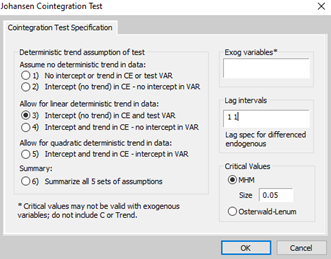 Johansen Cointegration Test
Cointegration Test Specification
Deterministic trend assumption of test
Assume no deterministic trend in data:
1) No intercept or trend in CE or test VAR
2) Intercept (no trend) in CE - no intercept in VAR
Allow for linear deterministic trend in data:
3) Intercept (no trend) in CE and test VAR
4) Intercept and trend in CE - no intercept in VAR
Allow for quadratic deterministic trend in data:
5) Intercept and trend in CE - intercept in VAR
Summary:
6) Summarize all 5 sets of assumptions
* Critical values may not be valid with exogenous
variables; do not include C or Trend.
Exog variables*
Lag intervals
1 1
Lag spec for differenced
endogenous
Critical Values
MHM
Size 0.05
Osterwald-Lenum
OK
Cancel